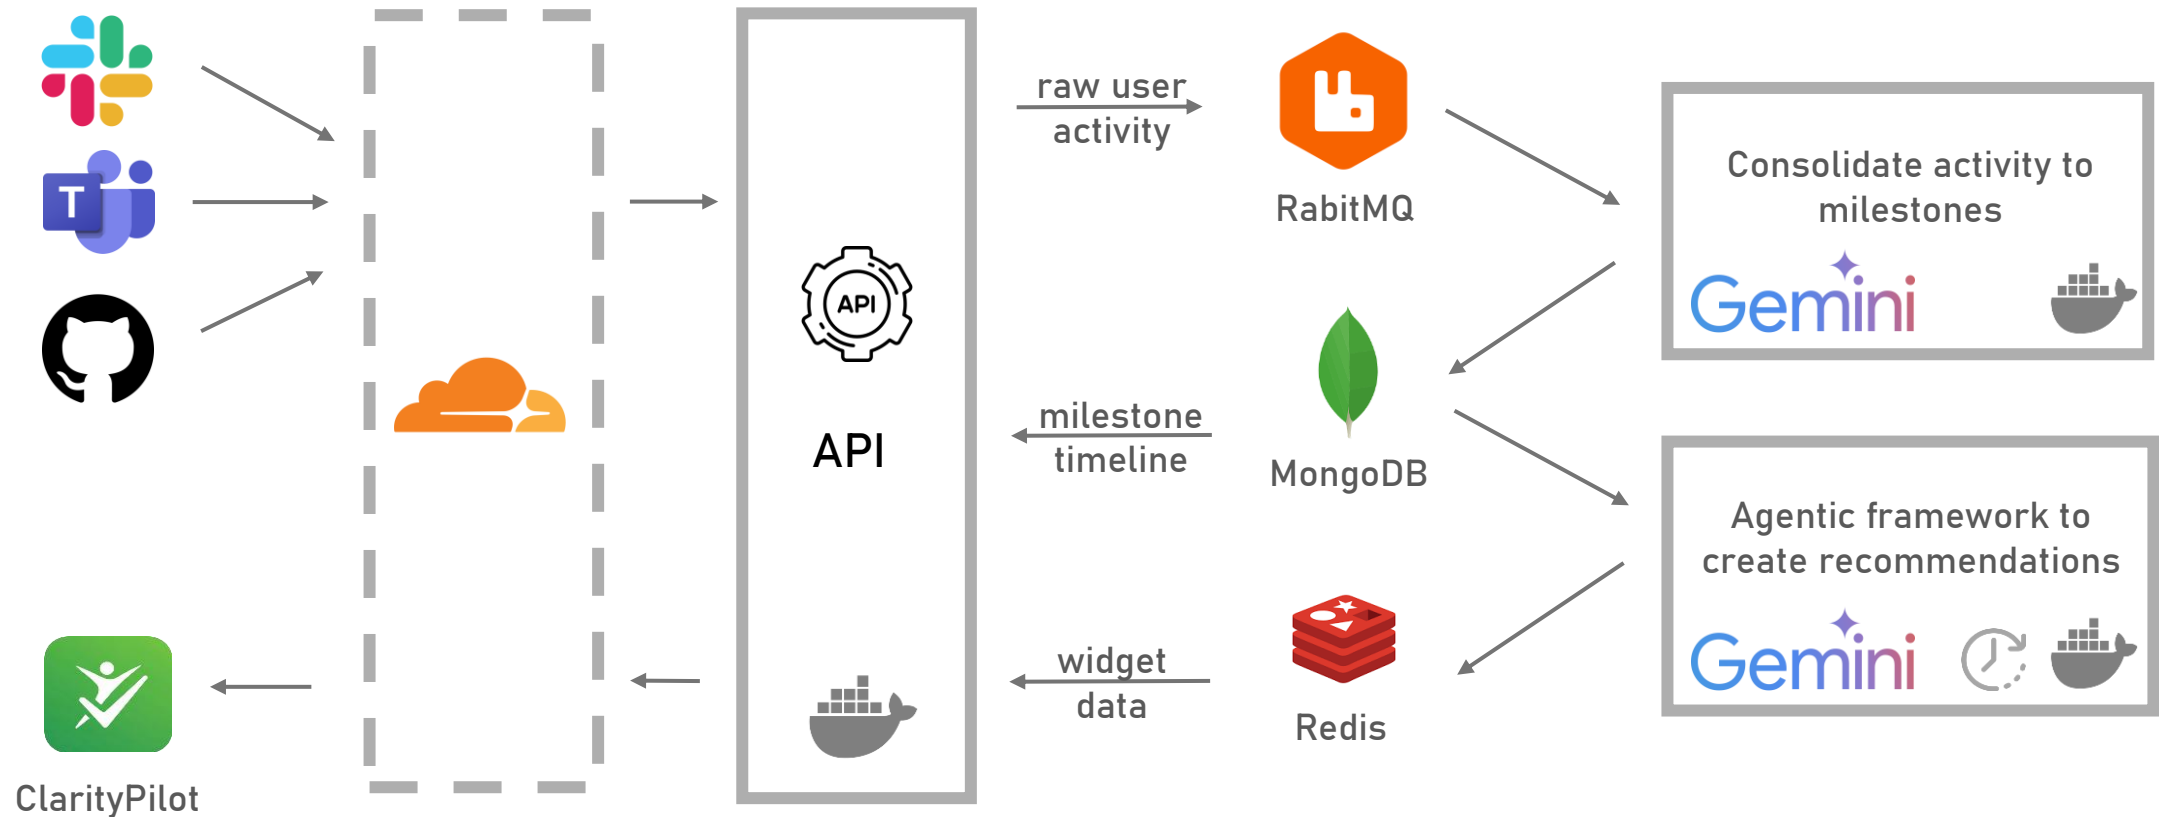 T
API
API
raw user
activity
RabitMQ
Consolidate activity to
milestones
Gemini
milestone
timeline
MongoDB
Agentic framework to
create recommendations
Gemini
widget
data
Redis
ClarityPilot